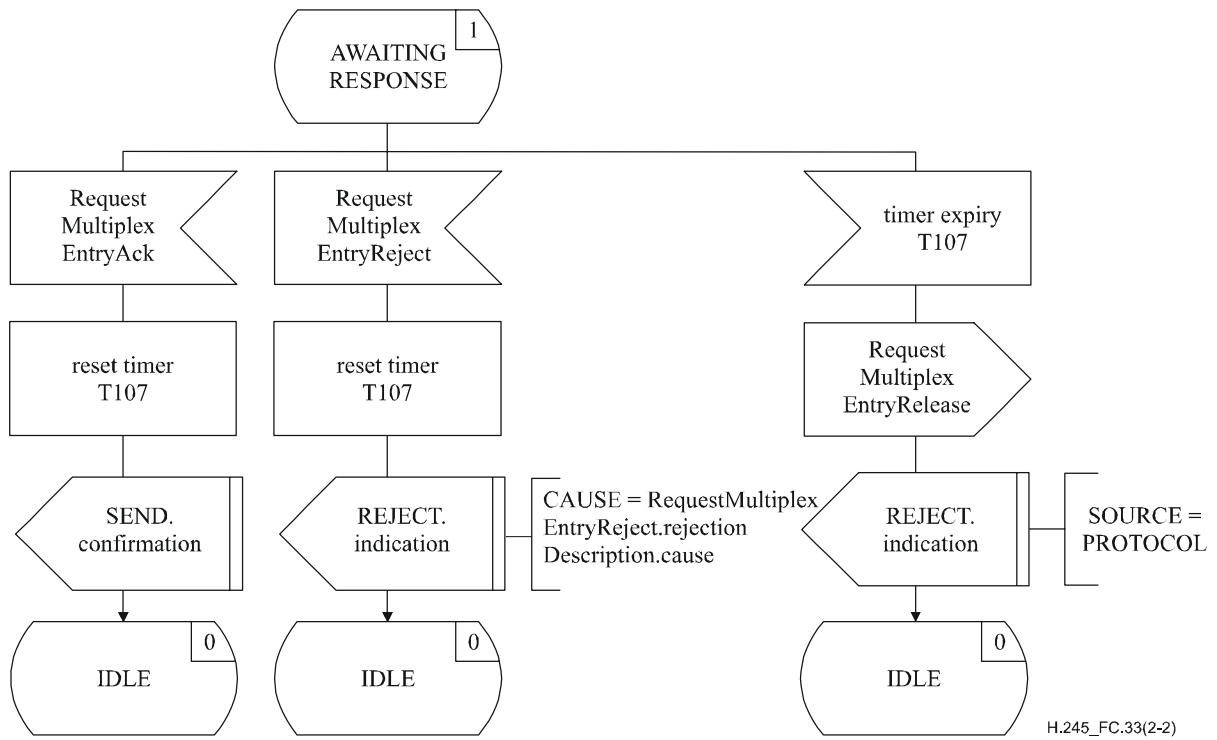 1
AWAITING
RESPONSE
Request
Multiplex
EntryAck
Request
Multiplex
EntryReject
timer expiry
T107
reset timer
T107
reset timer
T107
Request
Multiplex
EntryRelease
SEND.
confirmation
REJECT.
indication
CAUSE = RequestMultiplex
EntryReject.rejection
Description.cause
REJECT.
indication
SOURCE =
PROTOCOL
0
IDLE
0
IDLE
0
IDLE
H.245_FC.33(2-2)